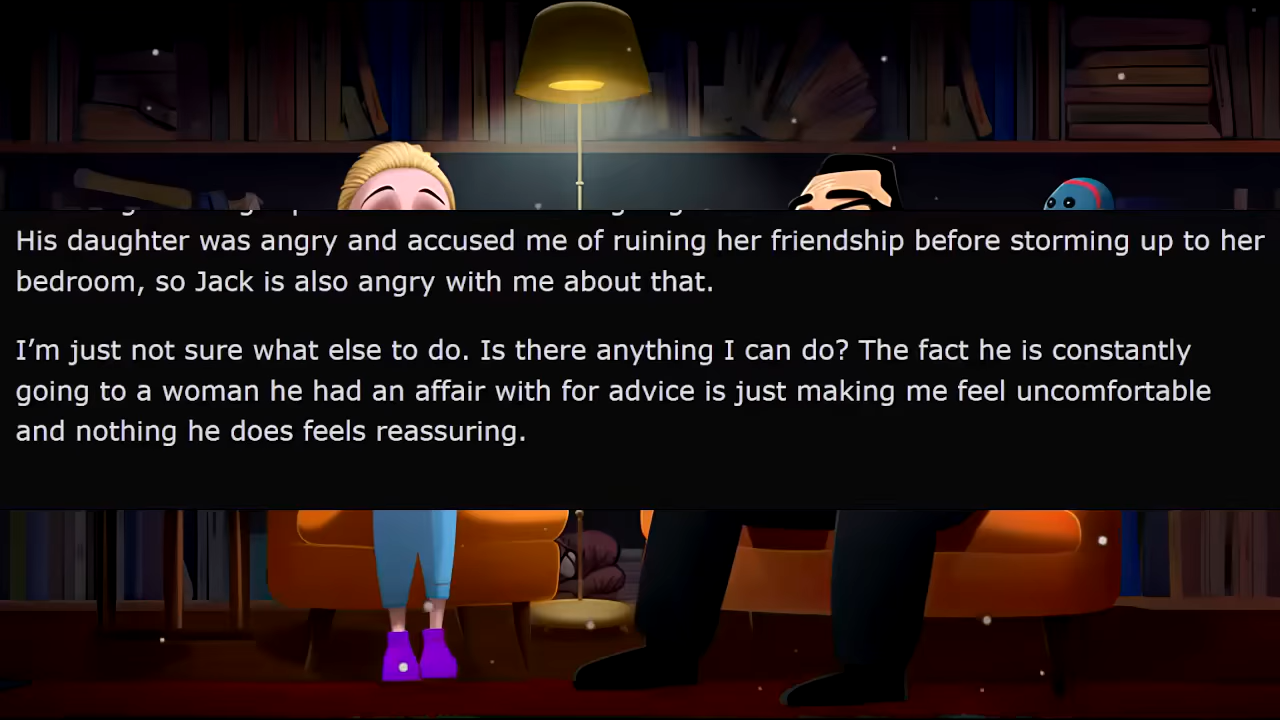 His daughter was angry and accused me of ruining her friendship before storming up to her
bedroom, so Jack is also angry with me about that.
I’m just not sure what else to do. Is there anything I can do? The fact he is constantly
going to a woman he had an affair with for advice is just making me feel uncomfortable
and nothing he does feels reassuring.